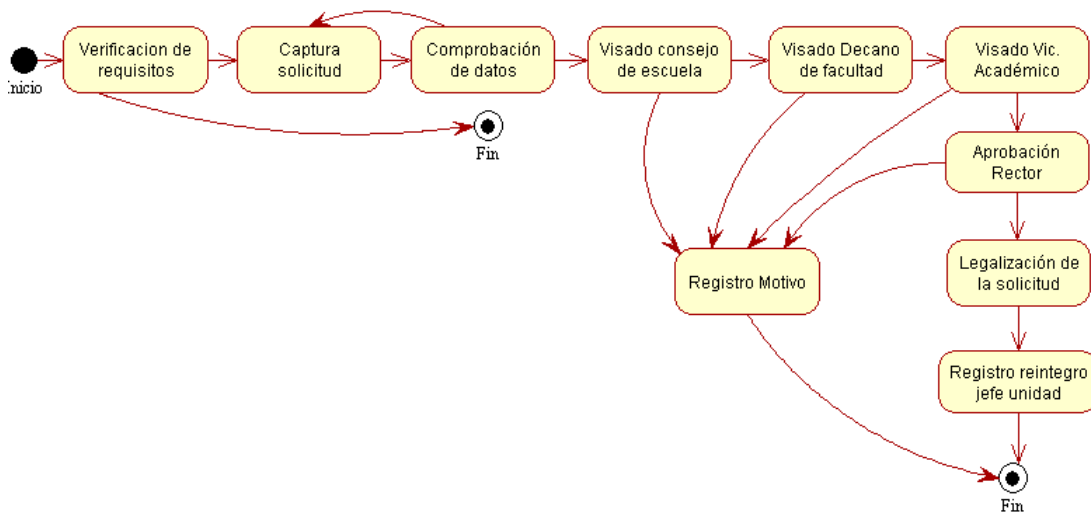 Verificacion de
requisitos
Captura
solicitud
Comprobación
de datos
Visado consejo
de escuela
Visado Decano
de facultad
Visado Vic.
Académico
Inicio
Fin
Aprobación
Rector
Registro Motivo
Legalización de
la solicitud
Registro reintegro
jefe unidad
Fin